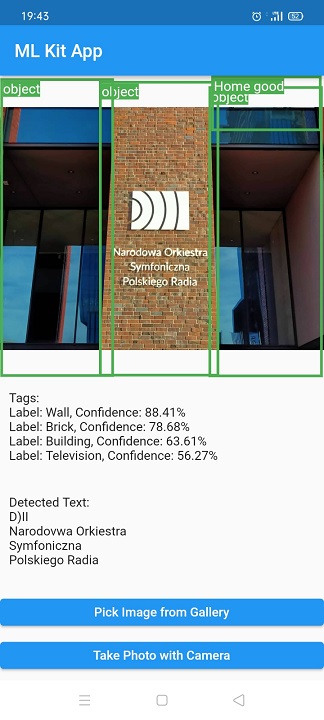 19:43
62
ML Kit App
object
object
Home good
object
Narodowa Orkiestra
Symfoniczna
Polskiego Radia
Tags:
Label: Wall, Confidence: 88.41%
Label: Brick, Confidence: 78.68%
Label: Building, Confidence: 63.61%
Label: Television, Confidence: 56.27%
Detected Text:
D)II
Narodovwa Orkiestra
Symfoniczna
Polskiego Radia
Pick Image from Gallery
Take Photo with Camera